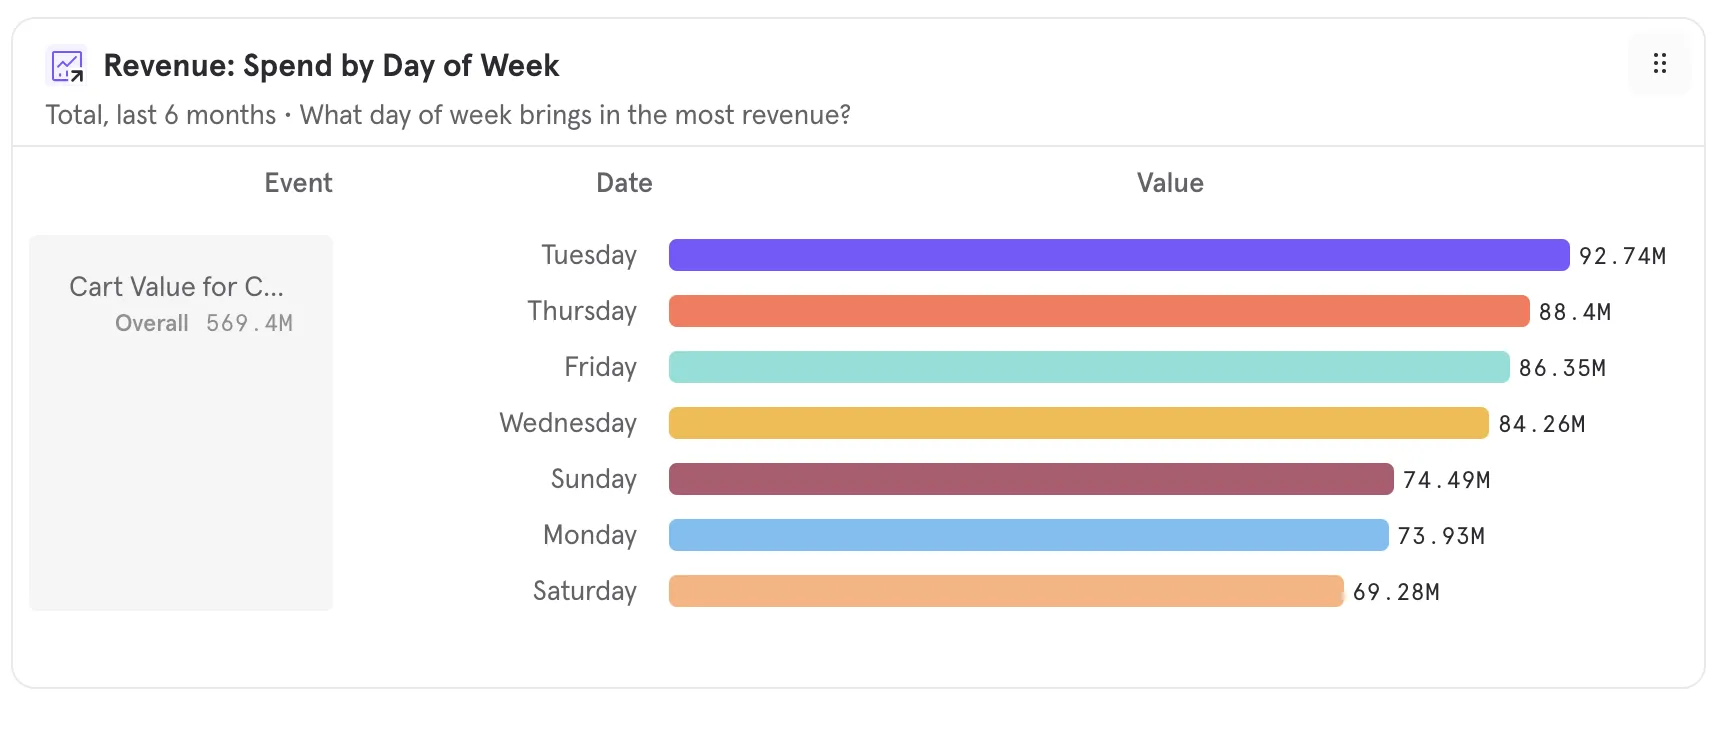 Revenue: Spend by Day of Week
Total, last 6 months • What day of week brings in the most revenue?
Event Date Value
Cart Value for C...
Overall 569.4M
Tuesday 92.74M
Thursday 88.4M
Friday 86.35M
Wednesday 84.26M
Sunday 74.49M
Monday 73.93M
Saturday 69.28M